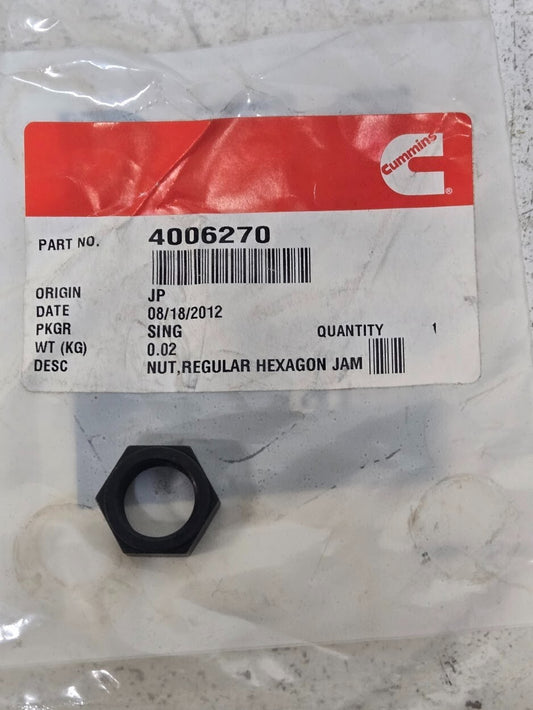 Cummins
®
PART NO. 4006270
ORIGIN JP
DATE 08/18/2012
PKGR SING QUANTITY 1
WT (KG) 0.02
DESC NUT,REGULAR HEXAGON JAM